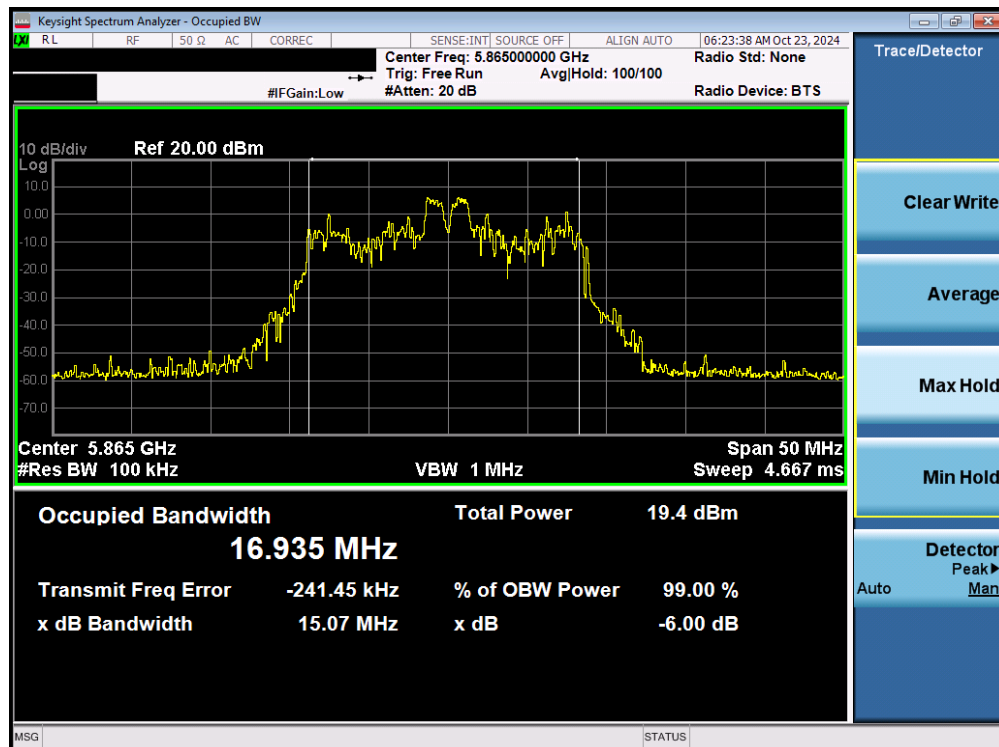 Keysight Spectrum Analyzer - Occupied BW
LXI RL RF 50 Ω AC CORREC SENSE:INT SOURCE OFF ALIGN AUTO 06:23:38 AM Oct 23, 2024
Center Freq: 5.865000000 GHz Radio Std: None
Trig: Free Run Avg|Hold: 100/100
#IFGain:Low #Atten: 20 dB Radio Device: BTS
Trace/Detector
10 dB/div Ref 20.00 dBm
Log
10.0
0.00
-10.0
-20.0
-30.0
-40.0
-50.0
-60.0
-70.0
Center 5.865 GHz Span 50 MHz
#Res BW 100 kHz VBW 1 MHz Sweep 4.667 ms
Occupied Bandwidth Total Power 19.4 dBm
16.935 MHz
Transmit Freq Error -241.45 kHz % of OBW Power 99.00 %
x dB Bandwidth 15.07 MHz x dB -6.00 dB
Clear Write
Average
Max Hold
Min Hold
Detector
Peak▶
Auto Man
MSG STATUS